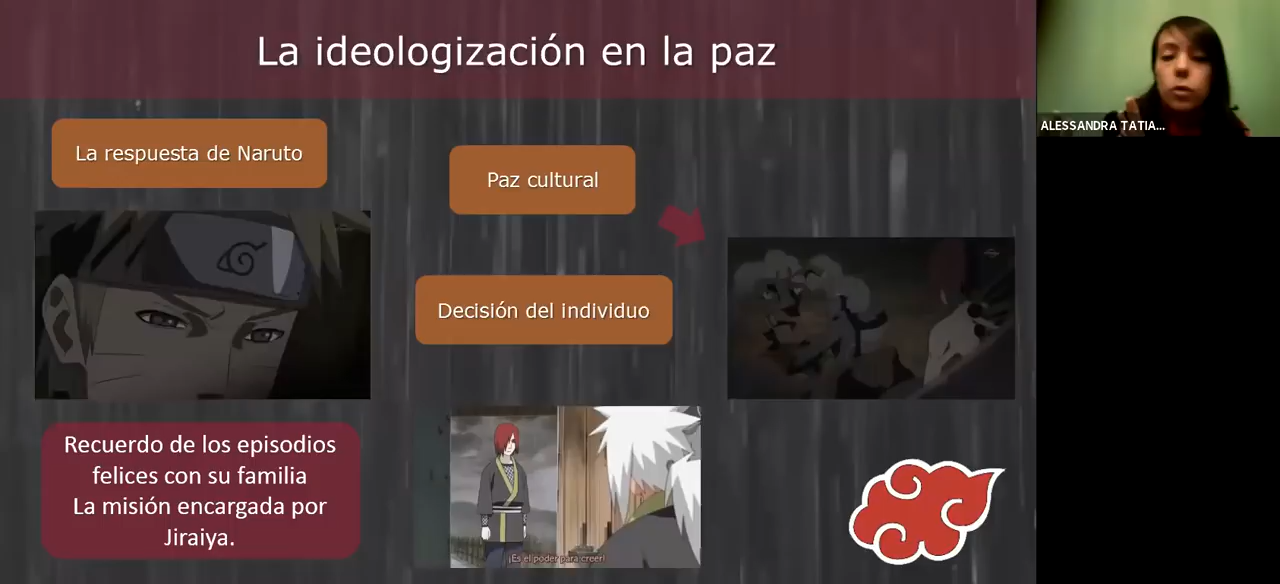 La ideologización en la paz
La respuesta de Naruto
Paz cultural
Decisión del individuo
Recuerdo de los episodios
felices con su familia
La misión encargada por
Jiraiya.
¡Es el poder para creer!
ALESSANDRA TATIA...